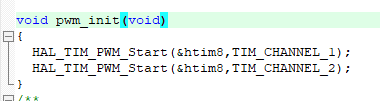 void pwm_init(void)
{
HAL_TIM_PWM_Start(&htim8,TIM_CHANNEL_1);
HAL_TIM_PWM_Start(&htim8,TIM_CHANNEL_2);
}
/**